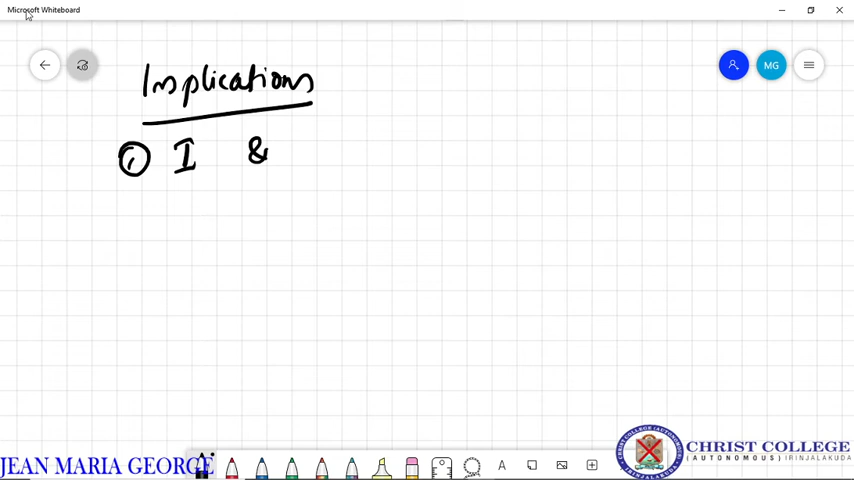 Microsoft Whiteboard
MG
Implications
① I &
JEAN MARIA GEORGE
A
CHRIST COLLEGE
(AUTONOMOUS) IRINJALAKUDA